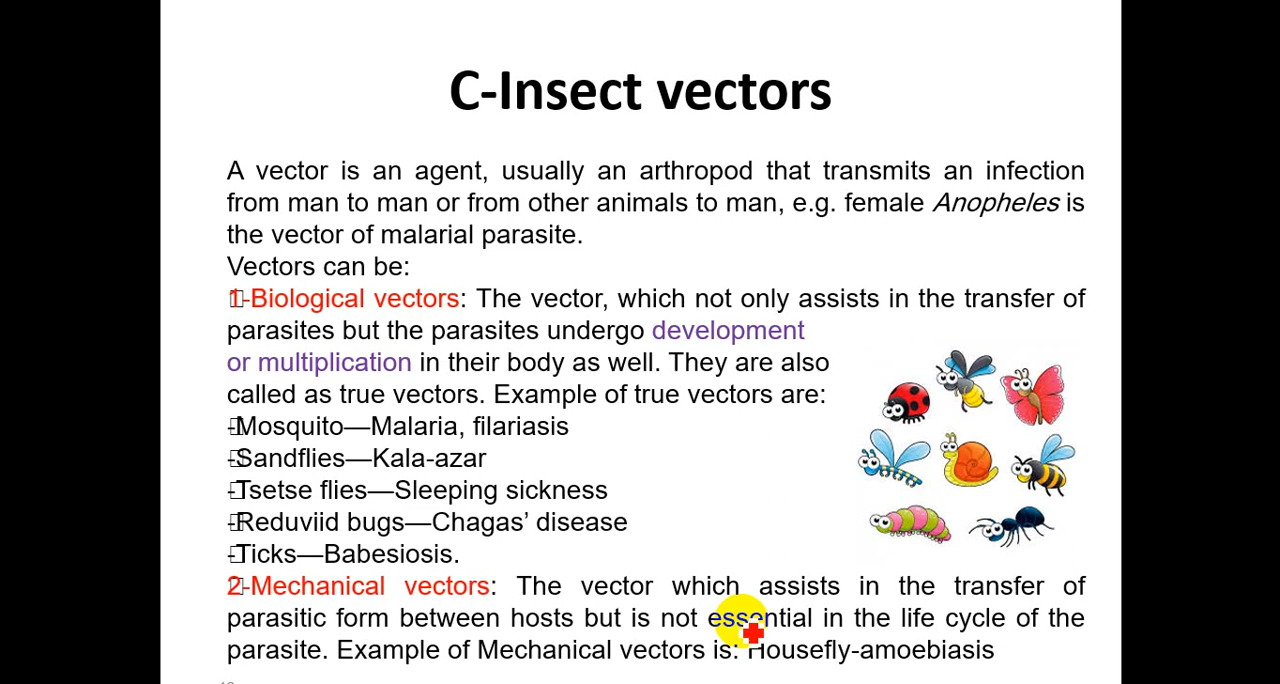 C-Insect vectors
A vector is an agent, usually an arthropod that transmits an infection
from man to man or from other animals to man, e.g. female Anopheles is
the vector of malarial parasite.
Vectors can be:
1-Biological vectors: The vector, which not only assists in the transfer of
parasites but the parasites undergo development
or multiplication in their body as well. They are also
called as true vectors. Example of true vectors are:
-Mosquito—Malaria, filariasis
-Sandflies—Kala-azar
-Tsetse flies—Sleeping sickness
-Reduviid bugs—Chagas’ disease
-Ticks—Babesiosis.
2-Mechanical vectors: The vector which assists in the transfer of
parasitic form between hosts but is not essential in the life cycle of the
parasite. Example of Mechanical vectors is: Housefly-amoebiasis